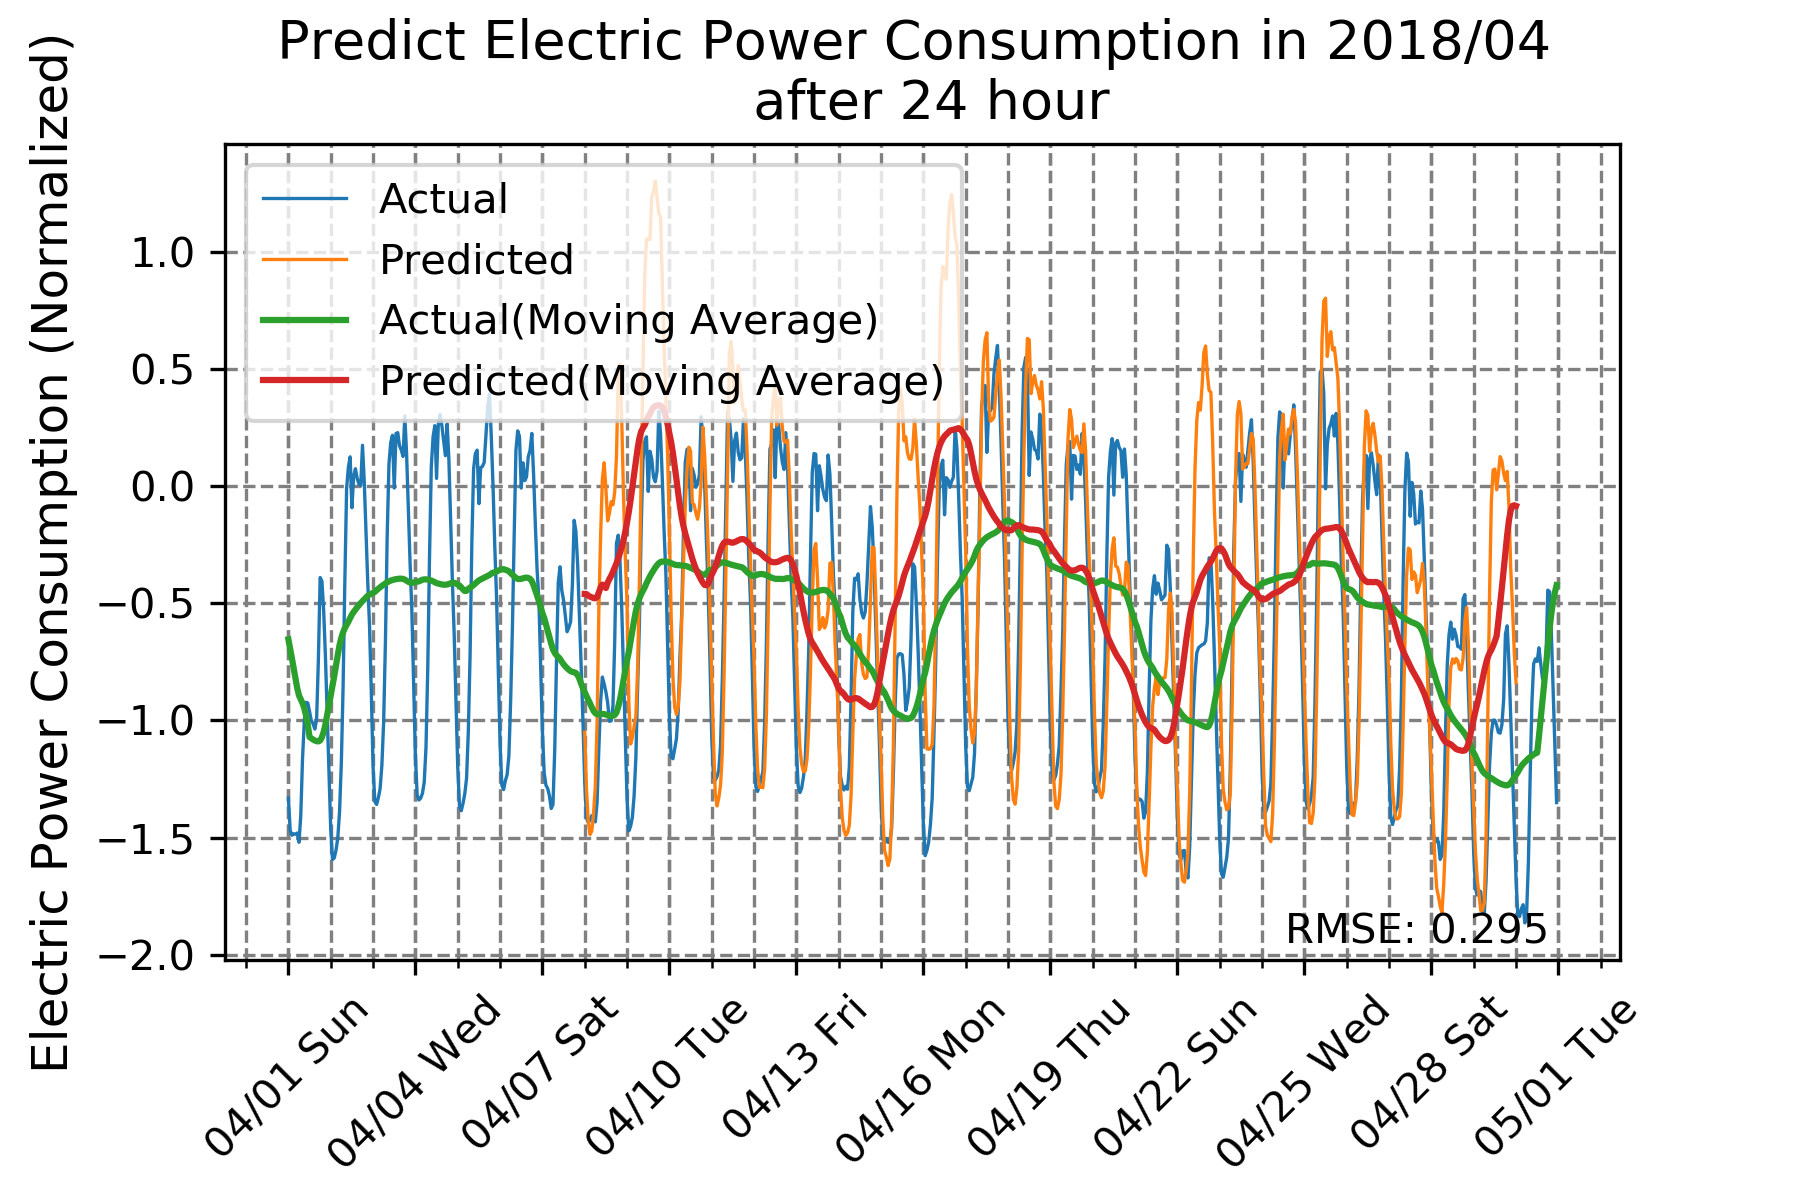 Predict Electric Power Consumption in 2018/04
after 24 hour
Electric Power Consumption (Normalized)
Actual
Predicted
Actual(Moving Average)
Predicted(Moving Average)
1.0
0.5
0.0
−0.5
−1.0
−1.5
−2.0
RMSE: 0.295
04/01 Sun
04/04 Wed
04/07 Sat
04/10 Tue
04/13 Fri
04/16 Mon
04/19 Thu
04/22 Sun
04/25 Wed
04/28 Sat
05/01 Tue